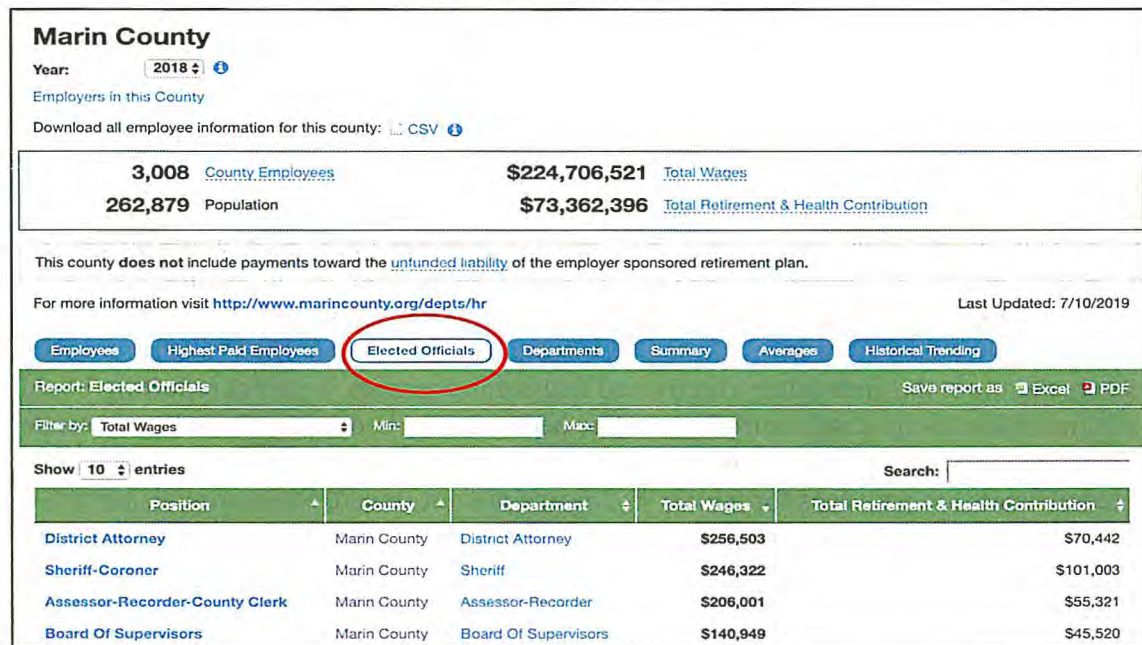 Marin County
Year: 2018
Employers in this County
Download all employee information for this county: CSV
3,008 County Employees $224,706,521 Total Wages
262,879 Population $73,362,396 Total Retirement & Health Contribution
This county does not include payments toward the unfunded liability of the employer sponsored retirement plan.
For more information visit http://www.marincounty.org/depts/hr Last Updated: 7/10/2019
Employees Highest Paid Employees Elected Officials Departments Summary Averages Historical Trending
Report: Elected Officials Save report as Excel PDF
Filter by: Total Wages Min: Max:
Show 10 entries Search:
Position County Department Total Wages Total Retirement & Health Contribution
District Attorney Marin County District Attorney $256,503 $70,442
Sheriff-Coroner Marin County Sheriff $246,322 $101,003
Assessor-Recorder-County Clerk Marin County Assessor-Recorder $206,001 $55,321
Board Of Supervisors Marin County Board Of Supervisors $140,949 $45,520